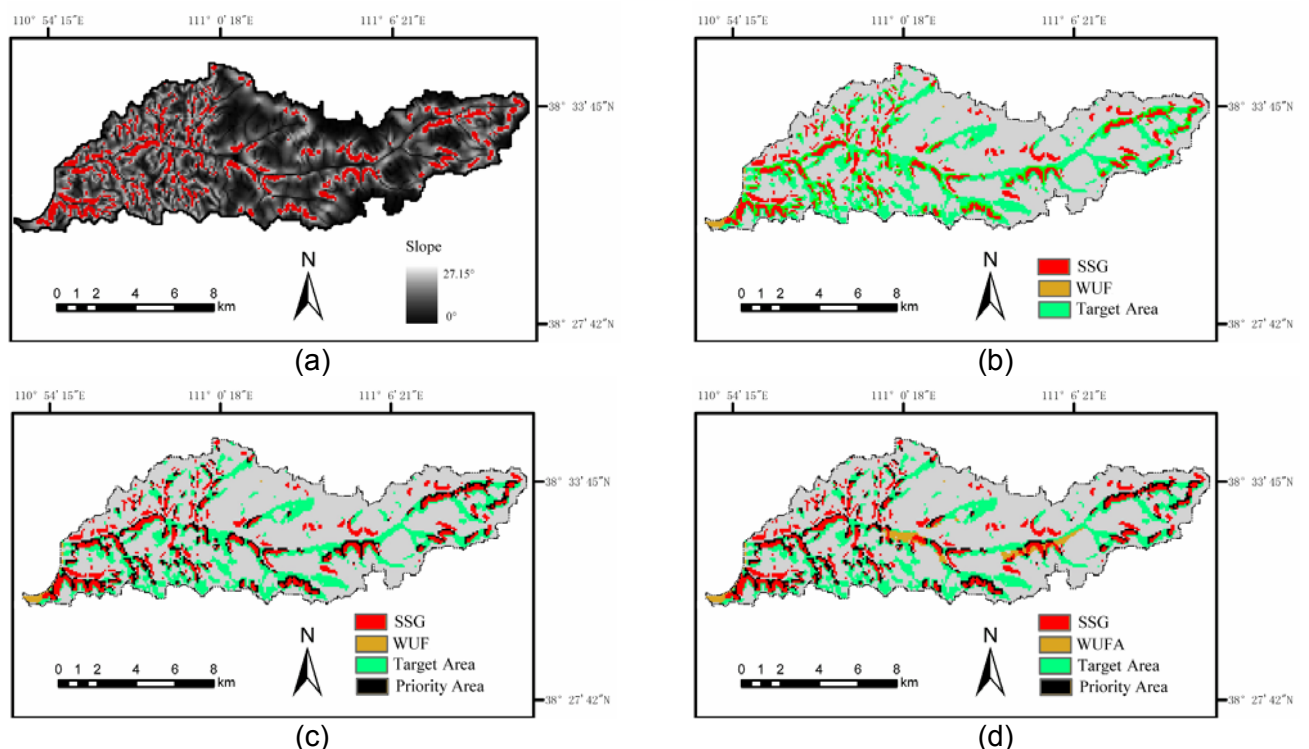 110° 54′15″E
111° 0′18″E
111° 6′21″E
38° 33′45″N
Slope
27.15°
0°
N
0 1 2 4 6 8
km
38° 27′42″N
(a)
110° 54′15″E
111° 0′18″E
111° 6′21″E
38° 33′45″N
SSG
WUF
Target Area
N
0 1 2 4 6 8
km
38° 27′42″N
(b)
110° 54′15″E
111° 0′18″E
111° 6′21″E
38° 33′45″N
SSG
WUF
Target Area
Priority Area
N
0 1 2 4 6 8
km
38° 27′42″N
(c)
110° 54′15″E
111° 0′18″E
111° 6′21″E
38° 33′45″N
SSG
WUFA
Target Area
Priority Area
N
0 1 2 4 6 8
km
38° 27′42″N
(d)